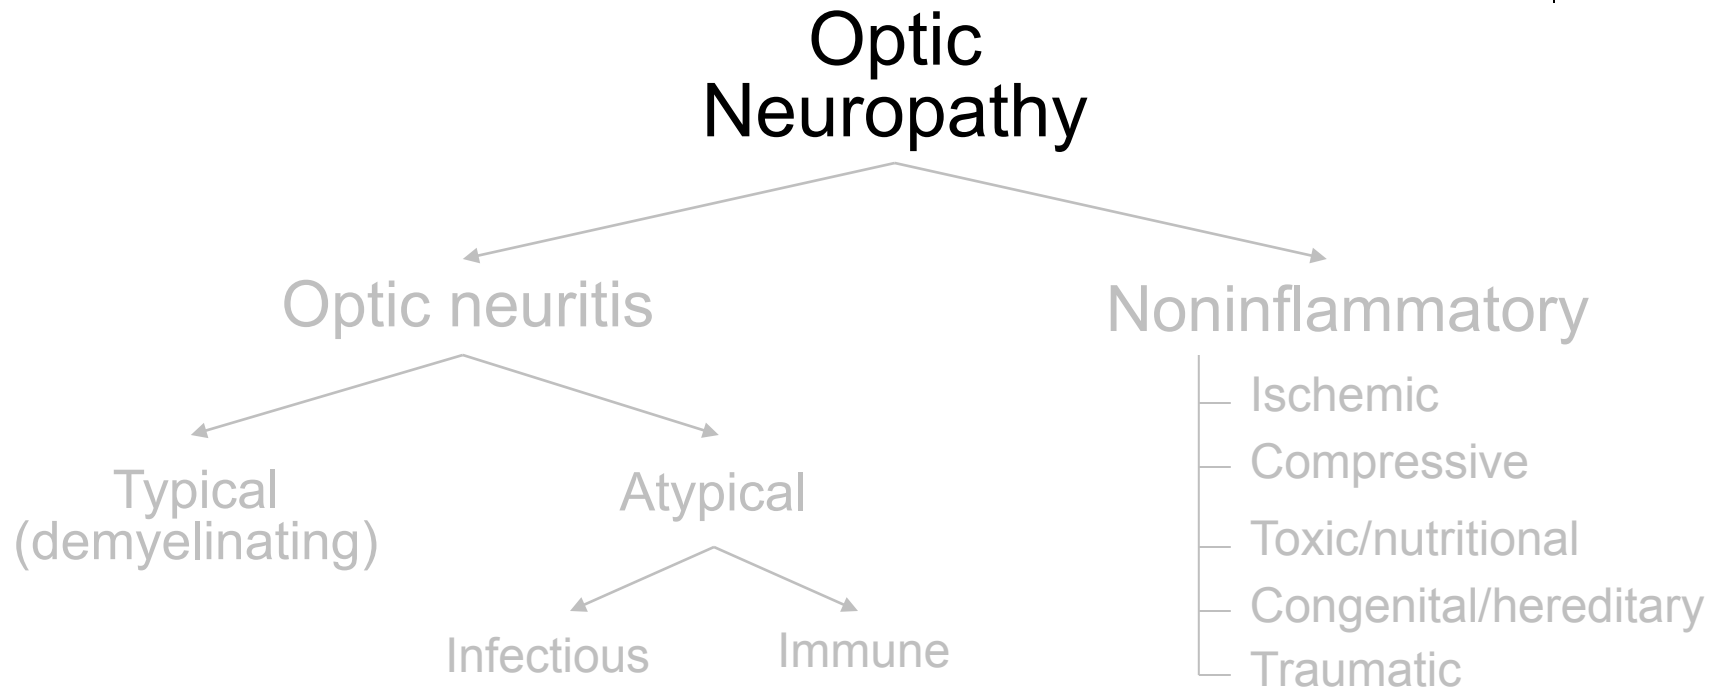 Optic
Neuropathy
Optic neuritis
Noninflammatory
Typical
(demyelinating)
Atypical
Infectious
Immune
Ischemic
Compressive
Toxic/nutritional
Congenital/hereditary
Traumatic